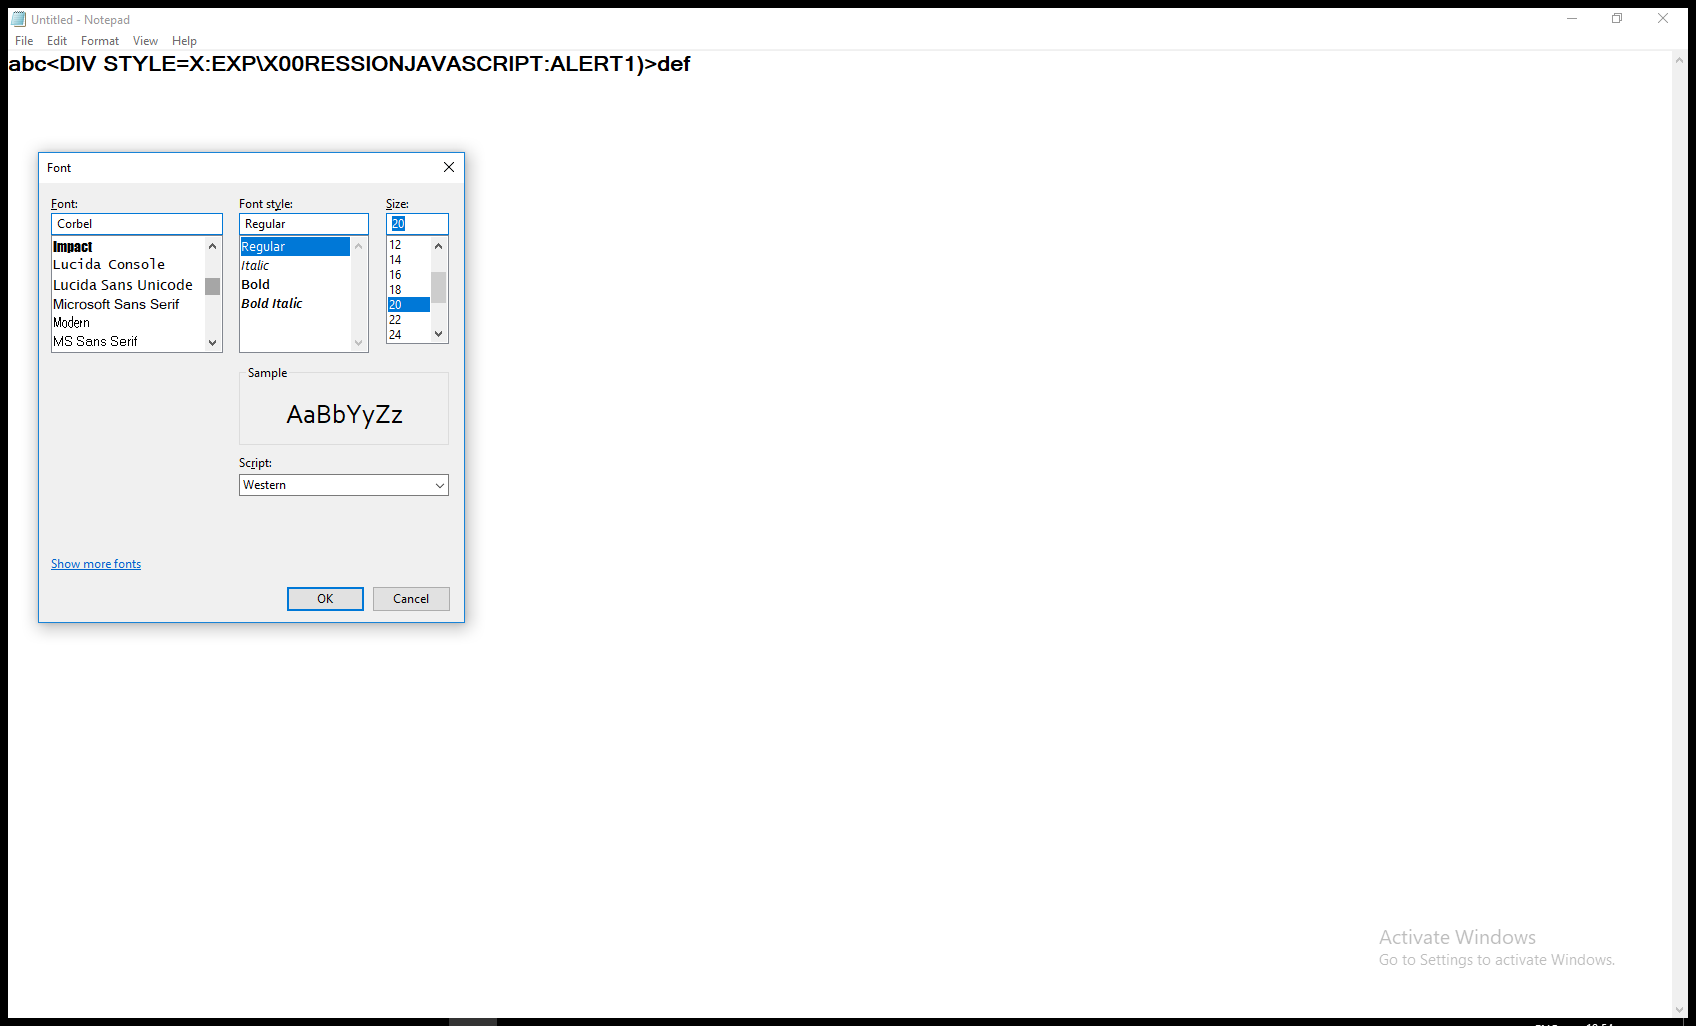 Untitled - Notepad
File Edit Format View Help
abc<DIV STYLE=X:EXP\X00RESSIONJAVASCRIPT:ALERT1)>def
Font
Font: Font style: Size:
Corbel Regular 20
Impact
Lucida Console
Lucida Sans Unicode
Microsoft Sans Serif
Modern
MS Sans Serif
Regular
Italic
Bold
Bold Italic
12
14
16
18
20
22
24
Sample
AaBbYyZz
Script:
Western
Show more fonts
OK Cancel
Activate Windows
Go to Settings to activate Windows.